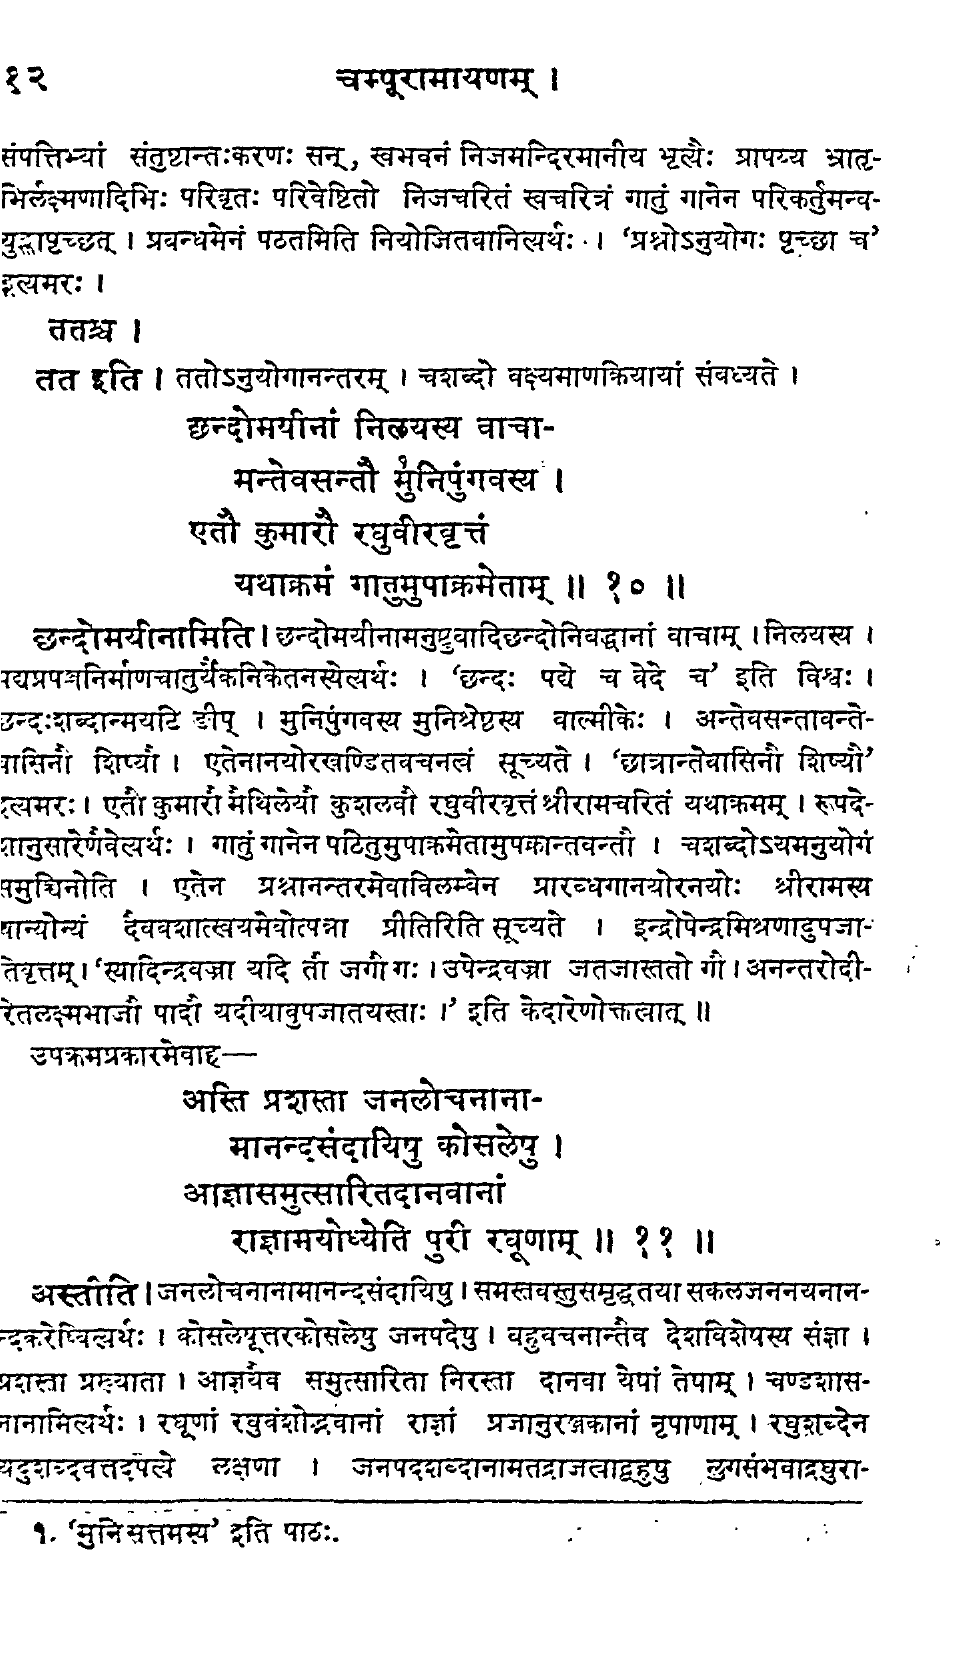 १२ चम्पूरामायणम् ।
संपत्तिभ्यां संतुष्टान्तःकरणः सन्, स्वभवनं निजमन्दिरमानीय भृत्यैः प्रापय्य भ्रातृ-
भिर्लक्ष्मणादिभिः परिवृतः परिवेष्टितो निजचरितं स्वचरित्रं गातुं गानेन परिकर्तुमन्व-
युङ्क्तापृच्छत् । प्रबन्धमेनं पठतमिति नियोजितवानित्यर्थः । ‘प्रश्नोऽनुयोगः पृच्छा च’
इत्यमरः ।
ततश्च ।
तत इति । ततोऽनुयोगानन्तरम् । चशब्दो वक्ष्यमाणक्रियायां संबध्यते ।
छन्दोमयीनां निलयस्य वाचा-
मन्तेवसन्तौ मुनिपुंगवस्य ।
एतौ कुमारौ रघुवीरवृत्तं
यथाक्रमं गातुमुपाक्रमेताम् ॥ १० ॥
छन्दोमयीनामिति । छन्दोमयीनामनुष्टुबादिछन्दोनिबद्धानां वाचाम् । निलयस्य ।
पद्यप्रपञ्चनिर्माणचातुर्यैकनिकेतनस्येत्यर्थः । ‘छन्दः पद्ये च वेदे च’ इति विश्वः ।
छन्दःशब्दान्मयटि ङीप् । मुनिपुंगवस्य मुनिश्रेष्ठस्य वाल्मीकेः । अन्तेवसन्तावन्ते-
वासिनौ शिष्यौ । एतेनानयोरखण्डितवचनत्वं सूच्यते । ‘छात्रान्तेवासिनौ शिष्यौ’
इत्यमरः । एतौ कुमारौ मैथिलेयौ कुशलवौ रघुवीरवृत्तं श्रीरामचरितं यथाक्रमम् । रूपदे-
शानुसारेणैवेत्यर्थः । गातुं गानेन पठितुमुपाक्रमेतामुपक्रान्तवन्तौ । चशब्दोऽयमनुयोगं
समुच्चिनोति । एतेन प्रश्नानन्तरमेवाविलम्बेन प्रारब्धगानयोरनयोः श्रीरामस्य
चान्योन्यं दैववशात्स्वयमेवोत्पन्ना प्रीतिरिति सूच्यते । इन्द्रोपेन्द्रमिश्रणादुपजा-
तिवृत्तम् । ‘स्यादिन्द्रवज्रा यदि तौ जगौ गः । उपेन्द्रवज्रा जतजास्ततो गौ । अनन्तरोदी-
रितलक्ष्मभाजौ पादौ यदीयावुपजातयस्ताः ।’ इति केदारेणोक्तत्वात् ॥
उपक्रमप्रकारमेवाह—
अस्ति प्रशस्ता जनलोचनाना-
मानन्दसंदायिषु कोसलेषु ।
आज्ञासमुत्सारितदानवानां
राज्ञामयोध्येति पुरी रघूणाम् ॥ ११ ॥
अस्तीति । जनलोचनानामानन्दसंदायिषु । समस्तवस्तुसमृद्धतया सकलजननयनान-
न्दकरेष्वित्यर्थः । कोसलेषूत्तरकोसलेषु जनपदेषु । बहुवचनान्तैव देशविशेषस्य संज्ञा ।
प्रशस्ता प्रख्याता । आज्ञयैव समुत्सारिता निरस्ता दानवा येषां तेषाम् । चण्डशास-
नानामित्यर्थः । रघूणां रघुवंशोद्भवानां राज्ञां प्रजानुरञ्जकानां नृपाणाम् । रघुशब्देन
यदुशब्दवत्तदपत्ये लक्षणा । जनपदशब्दानामतद्राजत्वाद्बहुषु लुगसंभवाद्रघुरा-
१. ‘मुनिसत्तमस्य’ इति पाठः.